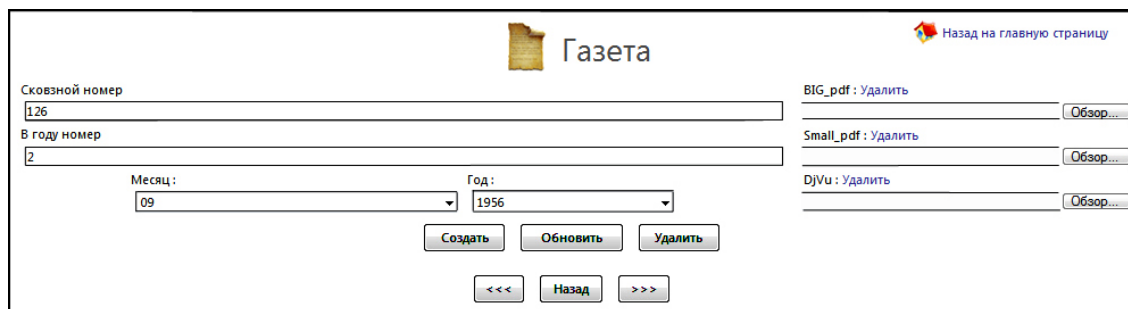 Газета
Назад на главную страницу
Сковзной номер
126
В году номер
2
Месяц :
Год :
09
1956
BIG_pdf : Удалить
Обзор...
Small_pdf : Удалить
Обзор...
DjVu : Удалить
Обзор...
Создать
Обновить
Удалить
<<<
Назад
>>>